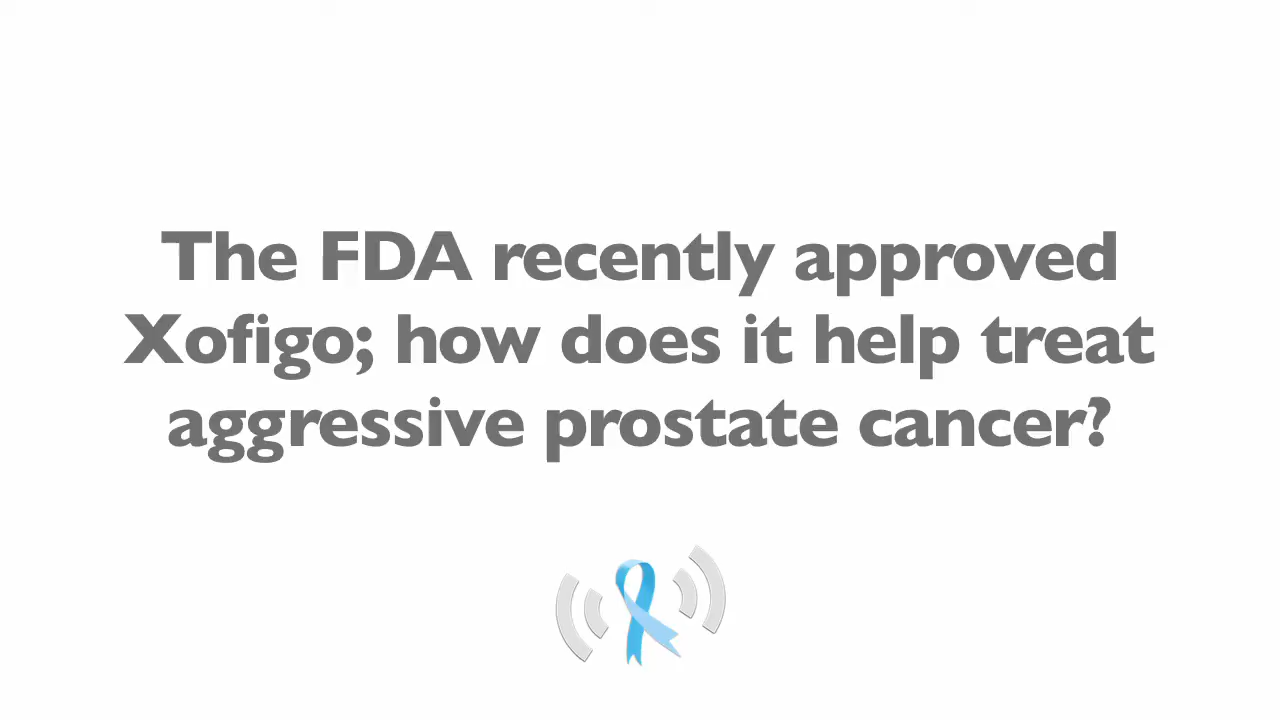 The FDA recently approved
Xofigo; how does it help treat
aggressive prostate cancer?